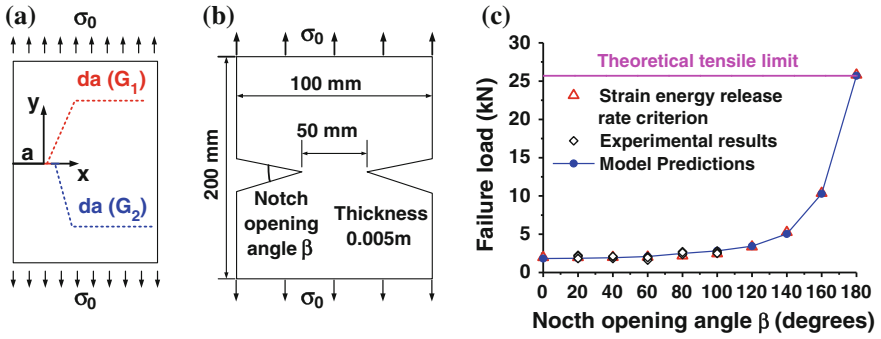 (a)
σ0
da (G1)
y
a
x
da (G2)
σ0
(b)
σ0
100 mm
50 mm
200 mm
Notch
opening
angle β
Thickness
0.005m
σ0
(c)
Failure load (kN)
30
25
20
15
10
5
0
Theoretical tensile limit
Strain energy release
rate criterion
Experimental results
Model Predictions
0 20 40 60 80 100 120 140 160 180
Nocth opening angle β (degrees)